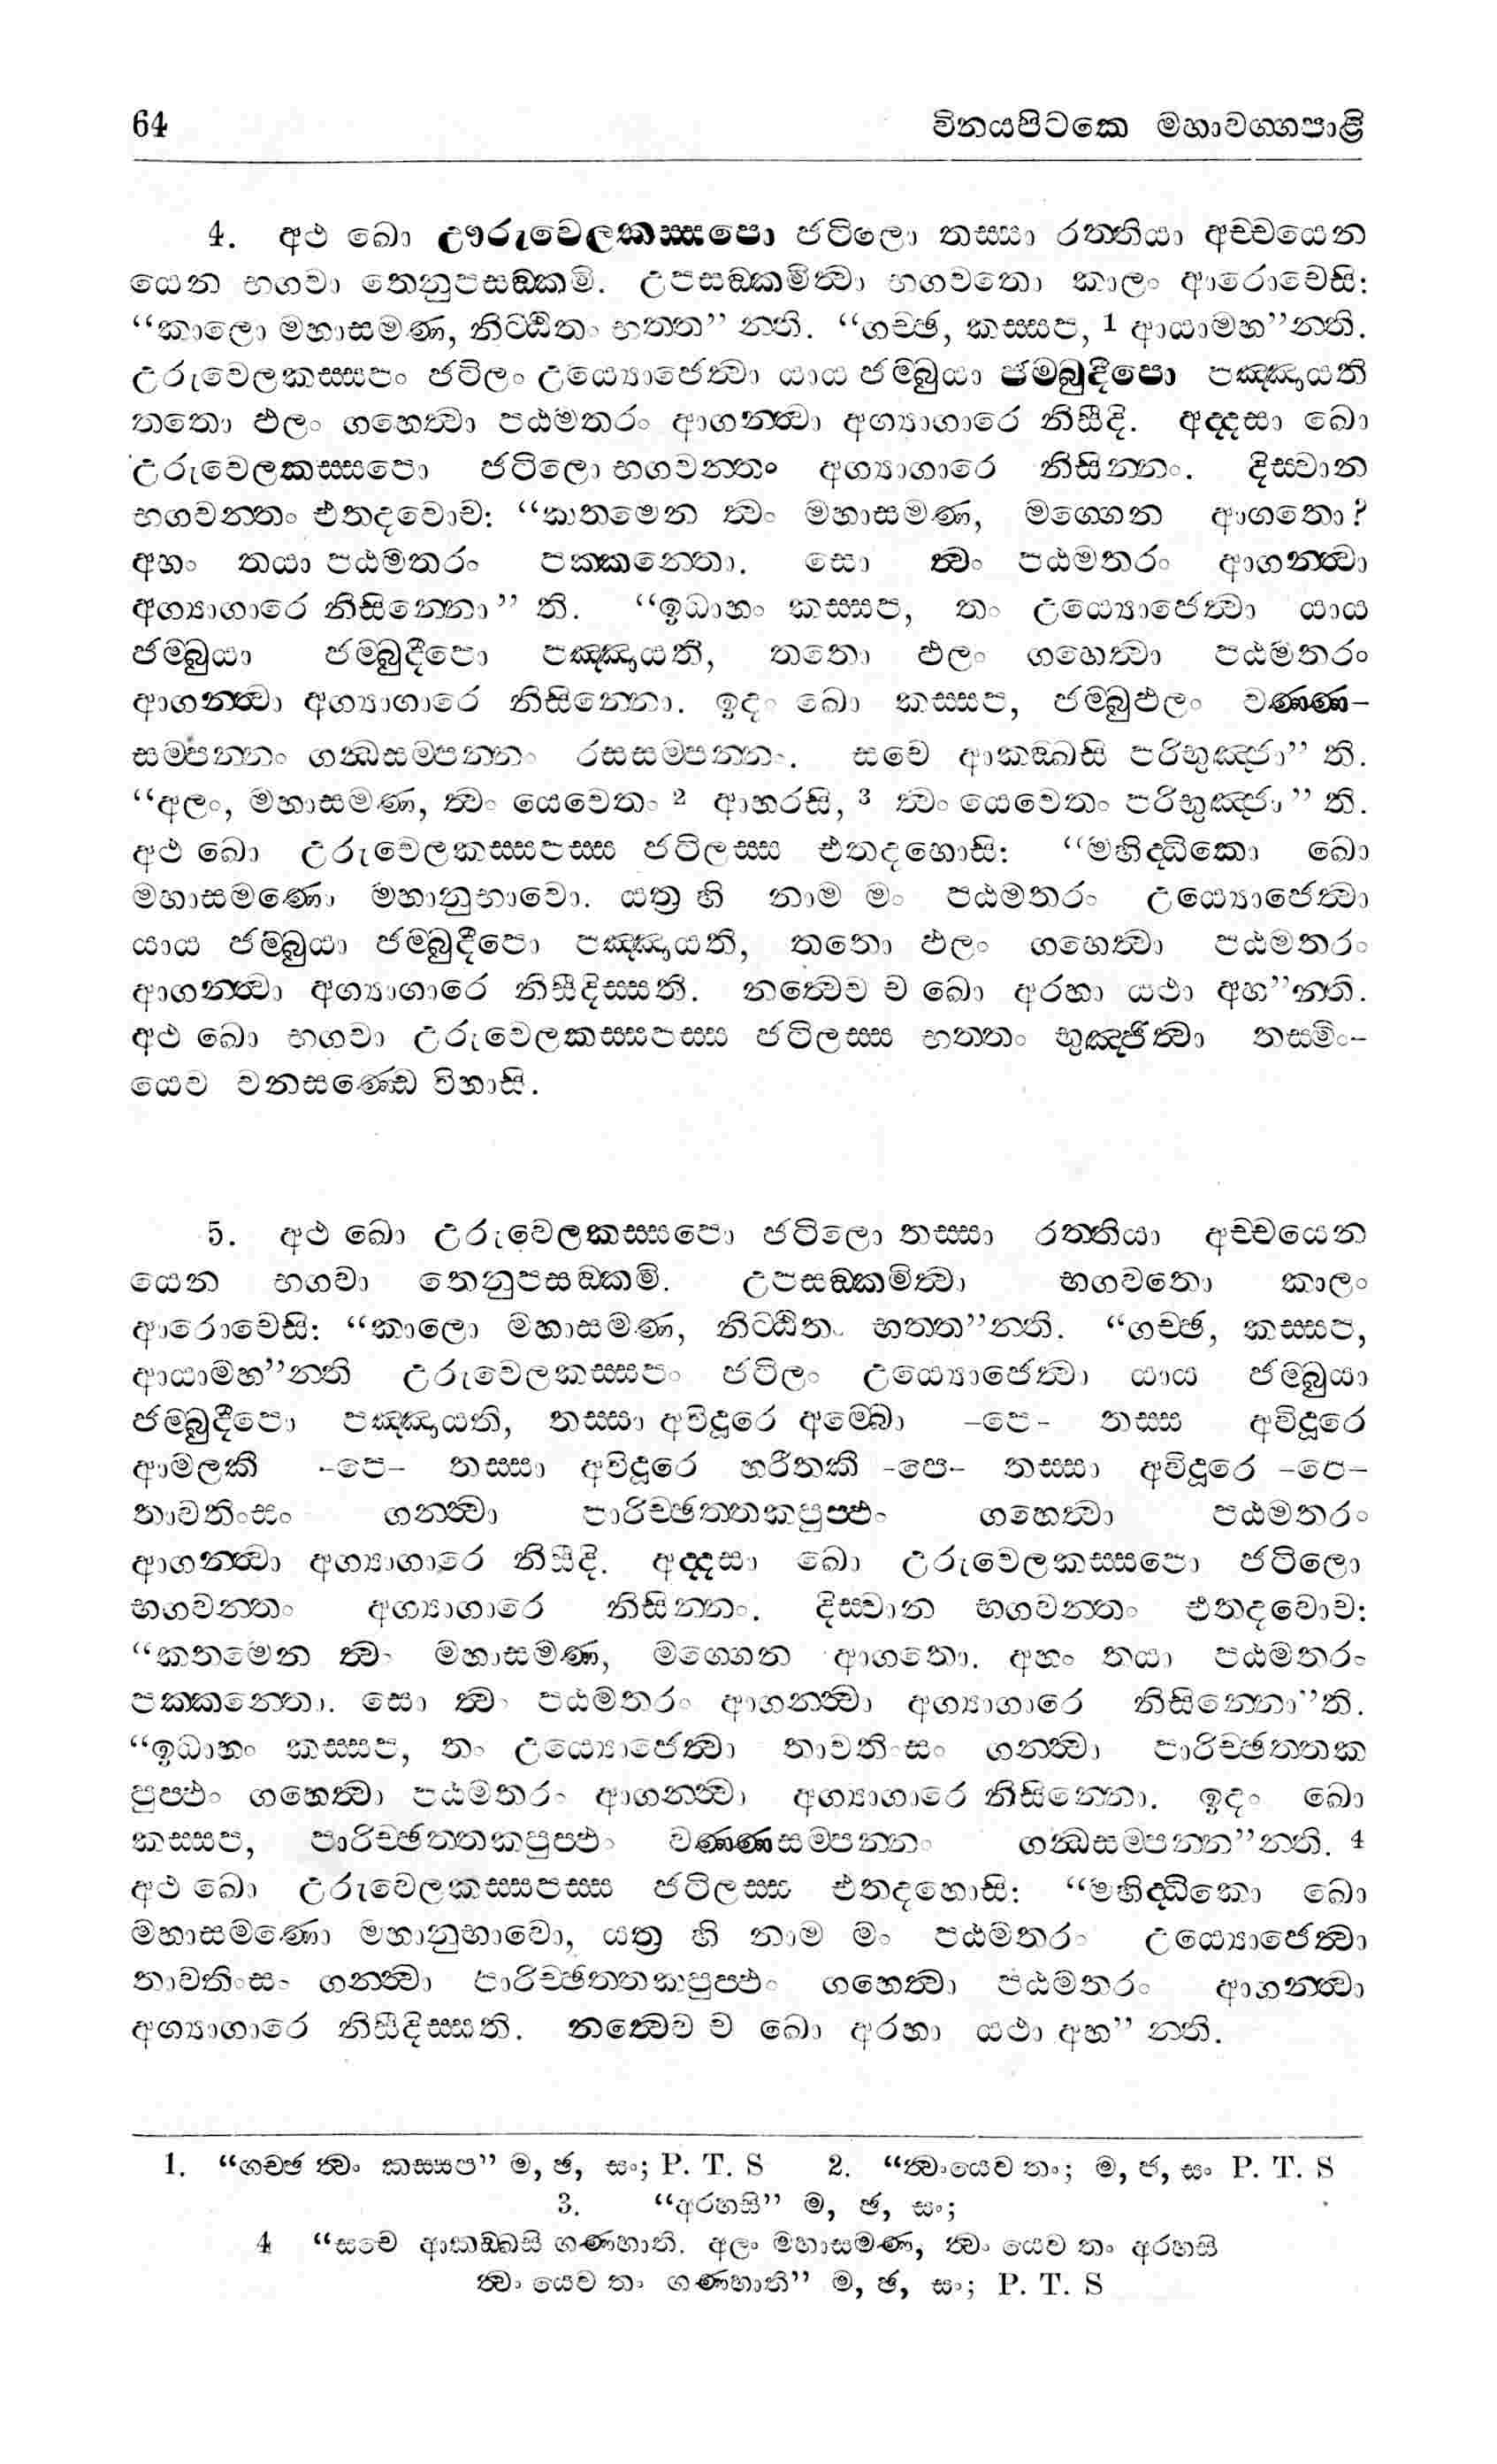 64 විනයපිටකෙ මහාවග්ගපාළි
4. අථ ඛො ඌරුවෙලකස්සපො ජටිලො තස්සා රත්තියා අච්චයෙන
යෙන භගවා තෙනුපසඞ්කමි. උපසඞ්කමිත්වා භගවතො කාලං ආරොචෙසි:
“කාලො මහාසමණ, නිට්ඨිතං භත්ත” න්ති. “ගච්ඡ, කස්සප, 1 ආයාමහ”න්ති.
උරුවෙලකස්සපං ජටිලං උය්‍යොජෙත්වා යාය ජම්බුයා ජම්බුදීපො පඤ්ඤායති
තතො ඵලං ගහෙත්වා පඨමතරං ආගන්ත්වා අග්‍යාගාරෙ නිසීදි. අද්දසා ඛො
උරුවෙලකස්සපො ජටිලො භගවන්තං අග්‍යාගාරෙ නිසින්නං. දිස්වාන
භගවන්තං එතදවොච: “කතමෙන ත්වං මහාසමණ, මග්ගෙන ආගතො?
අහං තයා පඨමතරං පක්කන්තො. සො ත්වං පඨමතරං ආගන්ත්වා
අග්‍යාගාරෙ නිසින්නො” ති. “ඉධාහං කස්සප, තං උය්‍යොජෙත්වා යාය
ජම්බුයා ජම්බුදීපො පඤ්ඤායති, තතො ඵලං ගහෙත්වා පඨමතරං
ආගන්ත්වා අග්‍යාගාරෙ නිසින්නො. ඉදං ඛො කස්සප, ජම්බුඵලං වණ්ණ–
සම්පන්නං ගන්ධසම්පන්නං රසසම්පන්නං. සචෙ ආකඞ්ඛසි පරිභුඤ්ජා” ති.
“අලං, මහාසමණ, ත්වං යෙවෙතං 2 ආහරසි, 3 ත්වං යෙවෙතං පරිභුඤ්ජා” ති.
අථ ඛො උරුවෙලකස්සපස්ස ජටිලස්ස එතදහොසි: “මහිද්ධිකො ඛො
මහාසමණො මහානුභාවො. යත්‍ර හි නාම මං පඨමතරං උය්‍යොජෙත්වා
යාය ජම්බුයා ජම්බුදීපො පඤ්ඤායති, තතො ඵලං ගහෙත්වා පඨමතරං
ආගන්ත්වා අග්‍යාගාරෙ නිසීදිස්සති. නත්වෙව ච ඛො අරහා යථා අහ”න්ති.
අථ ඛො භගවා උරුවෙලකස්සපස්ස ජටිලස්ස භත්තං භුඤ්ජිත්වා තස්මිං–
යෙව වනසණ්ඩෙ විහාසි.
5. අථ ඛො උරුවෙලකස්සපො ජටිලො තස්සා රත්තියා අච්චයෙන
යෙන භගවා තෙනුපසඞ්කමි. උපසඞ්කමිත්වා භගවතො කාලං
ආරොචෙසි: “කාලො මහාසමණ, නිට්ඨිතං භත්ත”න්ති. “ගච්ඡ, කස්සප,
ආයාමහ”න්ති උරුවෙලකස්සපං ජටිලං උය්‍යොජෙත්වා යාය ජම්බුයා
ජම්බුදීපො පඤ්ඤායති, තස්සා අවිදූරෙ අම්බො –පෙ– තස්ස අවිදූරෙ
ආමලකී –පෙ– තස්සා අවිදූරෙ හරීතකී –පෙ– තස්සා අවිදූරෙ –පෙ–
තාවතිංසං ගන්ත්වා පාරිච්ඡත්තකපුප්ඵං ගහෙත්වා පඨමතරං
ආගන්ත්වා අග්‍යාගාරෙ නිසීදි. අද්දසා ඛො උරුවෙලකස්සපො ජටිලො
භගවන්තං අග්‍යාගාරෙ නිසින්නං. දිස්වාන භගවන්තං එතදවොච:
“කතමෙන ත්වං මහාසමණ, මග්ගෙන ආගතො. අහං තයා පඨමතරං
පක්කන්තො. සො ත්වං පඨමතරං ආගන්ත්වා අග්‍යාගාරෙ නිසින්නො”ති.
“ඉධාහං කස්සප, තං උය්‍යොජෙත්වා තාවතිංසං ගන්ත්වා පාරිච්ඡත්තක
පුප්ඵං ගහෙත්වා පඨමතරං ආගන්ත්වා අග්‍යාගාරෙ නිසින්නො. ඉදං ඛො
කස්සප, පාරිච්ඡත්තකපුප්ඵං වණ්ණසම්පන්නං ගන්ධසම්පන්න”න්ති. 4
අථ ඛො උරුවෙලකස්සපස්ස ජටිලස්ස එතදහොසි: “මහිද්ධිකො ඛො
මහාසමණො මහානුභාවො, යත්‍ර හි නාම මං පඨමතරං උය්‍යොජෙත්වා
තාවතිංසං ගන්ත්වා පාරිච්ඡත්තකපුප්ඵං ගහෙත්වා පඨමතරං ආගන්ත්වා
අග්‍යාගාරෙ නිසීදිස්සති. නත්වෙව ච ඛො අරහා යථා අහ” න්ති.
1. “ගච්ඡ ත්වං කස්සප” ම, ඡ, සං; P. T. S 2. “ත්වංයෙව තං; ම, ජ, සං P. T. S
3. “අරහසි” ම, ඡ, සං;
4 “සචෙ ආකඞ්ඛසි ගණ්හාති. අලං මහාසමණ, ත්වං යෙව තං අරහසි
ත්වං යෙව තං ගණ්හාති” ම, ඡ, සං; P. T. S